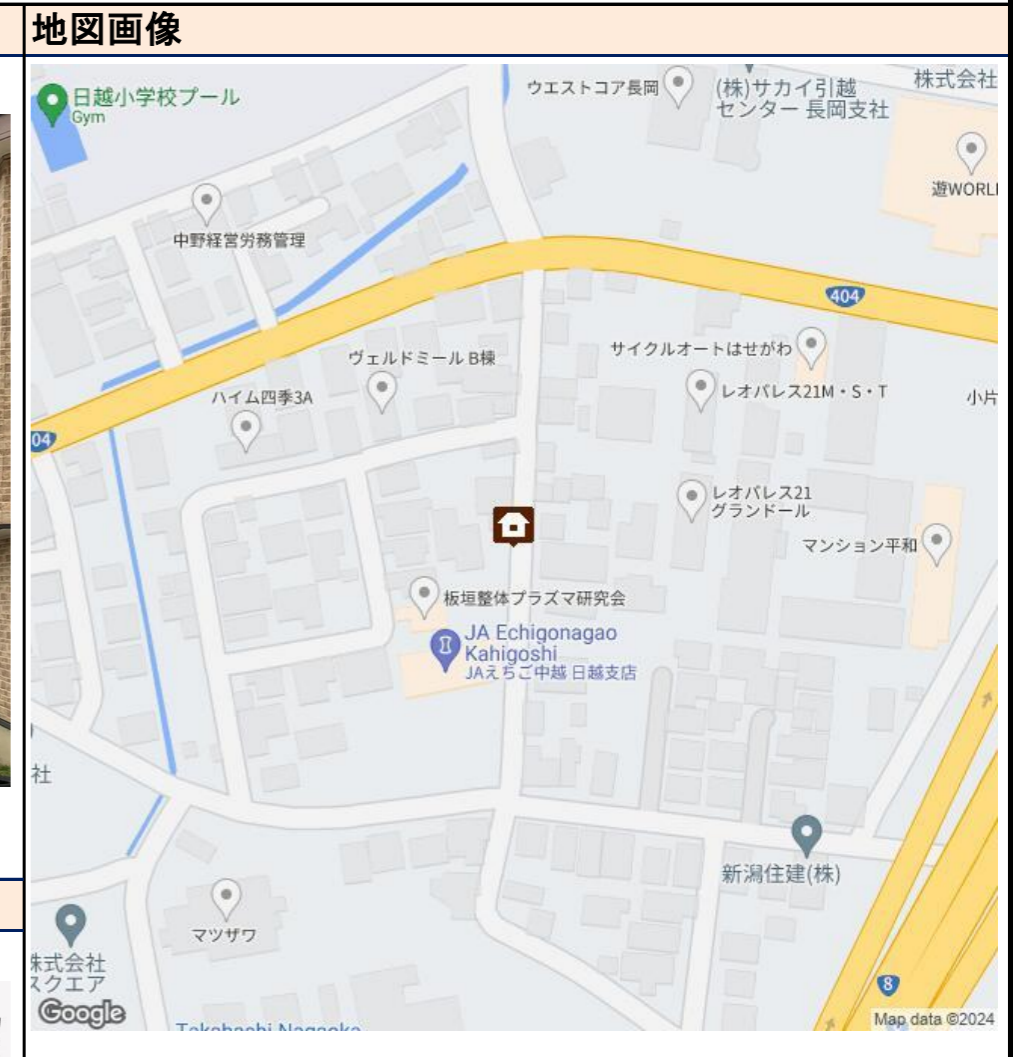 地図画像
日越小学校プール
Gym
ウエストコア長岡
(株)サカイ引越
センター 長岡支社
株式会社
遊WORL
中野経営労務管理
404
サイクルオートはせがわ
ヴェルドミール B棟
レオパレス21M・S・T
小片
ハイム四季3A
04
レオパレス21
グランドール
マンション平和
板垣整体プラズマ研究会
JA Echigonagao
Kahigoshi
JAえちご中越 日越支店
社
新潟住建(株)
マツザワ
株式会社
スクエア
8
Google
Takahashi Nagaoka
Map data ©2024